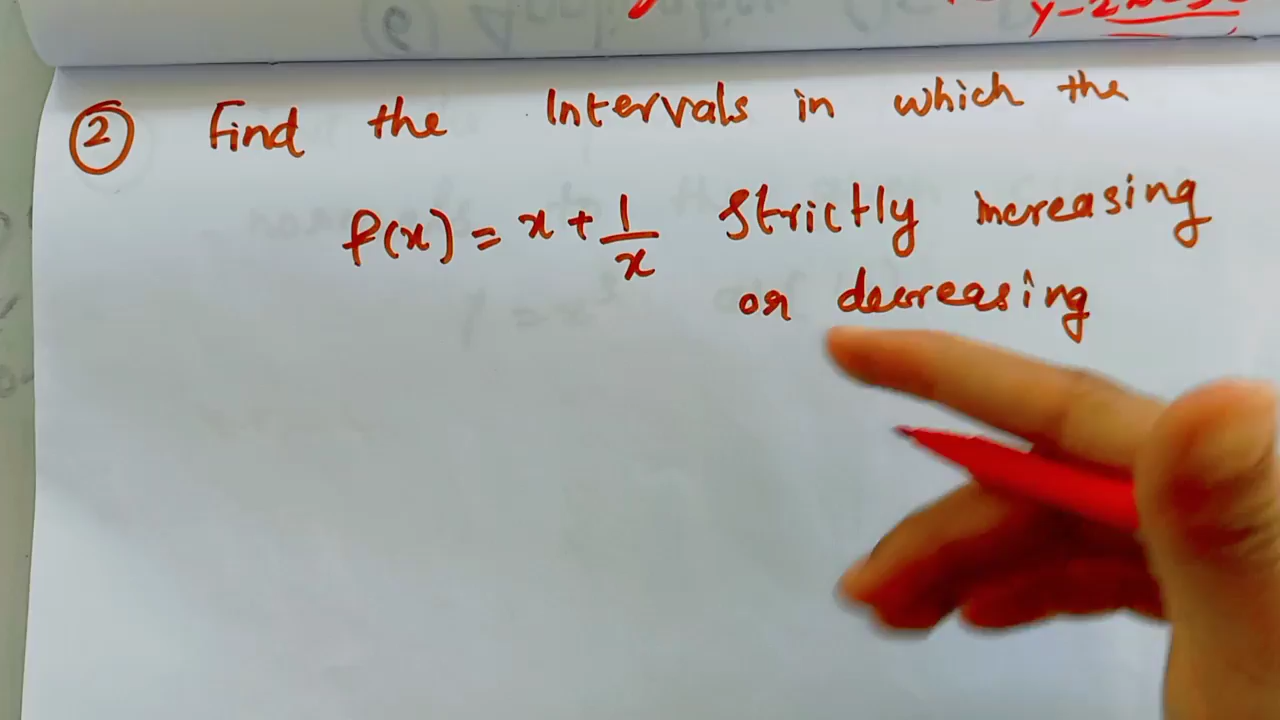 ② Find the Intervals in which the
f(x) = x + 1/x Strictly increasing
or decreasing